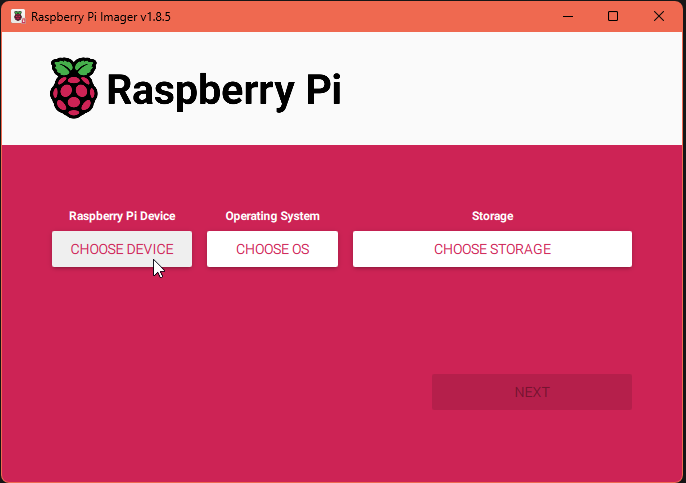 Raspberry Pi Imager v1.8.5
Raspberry Pi
Raspberry Pi Device
Operating System
Storage
CHOOSE DEVICE
CHOOSE OS
CHOOSE STORAGE
NEXT